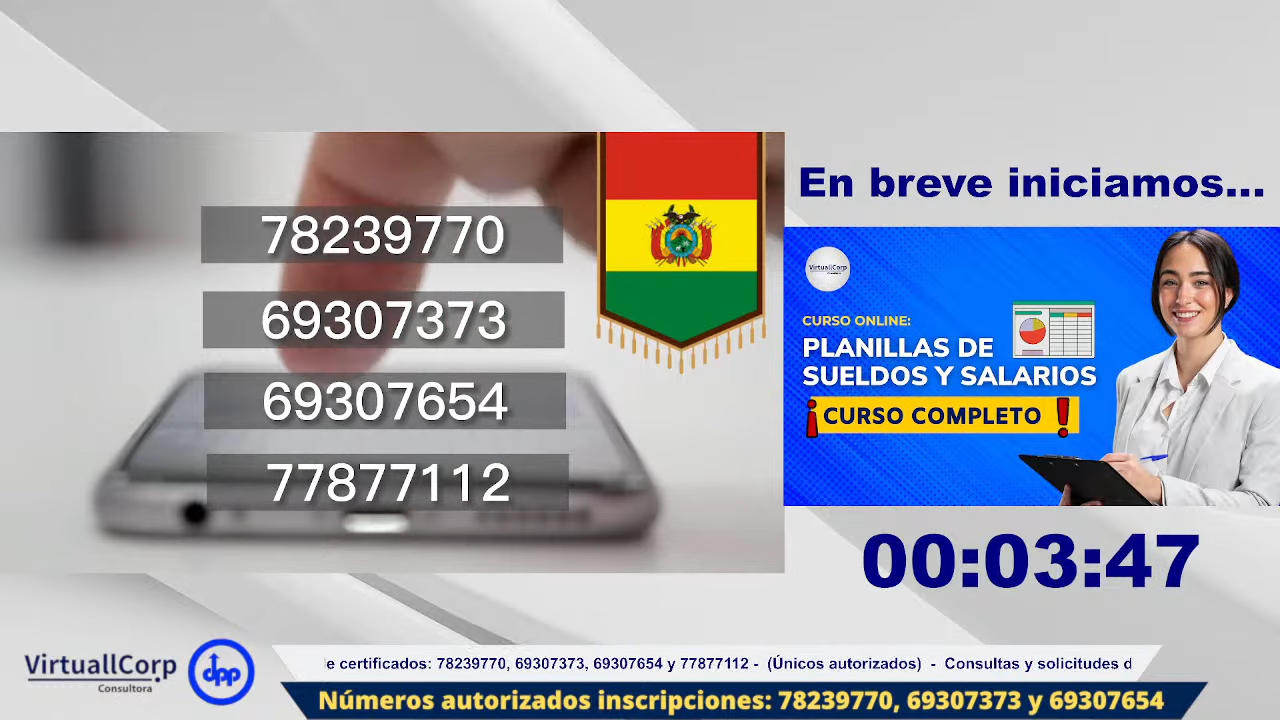 78239770
69307373
69307654
77877112
En breve iniciamos...
VirtuallCorp
CURSO ONLINE:
PLANILLAS DE
SUELDOS Y SALARIOS
¡CURSO COMPLETO!
00:03:47
VirtuallCorp
Consultora
dpp
e certificados: 78239770, 69307373, 69307654 y 77877112 - (Únicos autorizados) - Consultas y solicitudes d
Números autorizados inscripciones: 78239770, 69307373 y 69307654